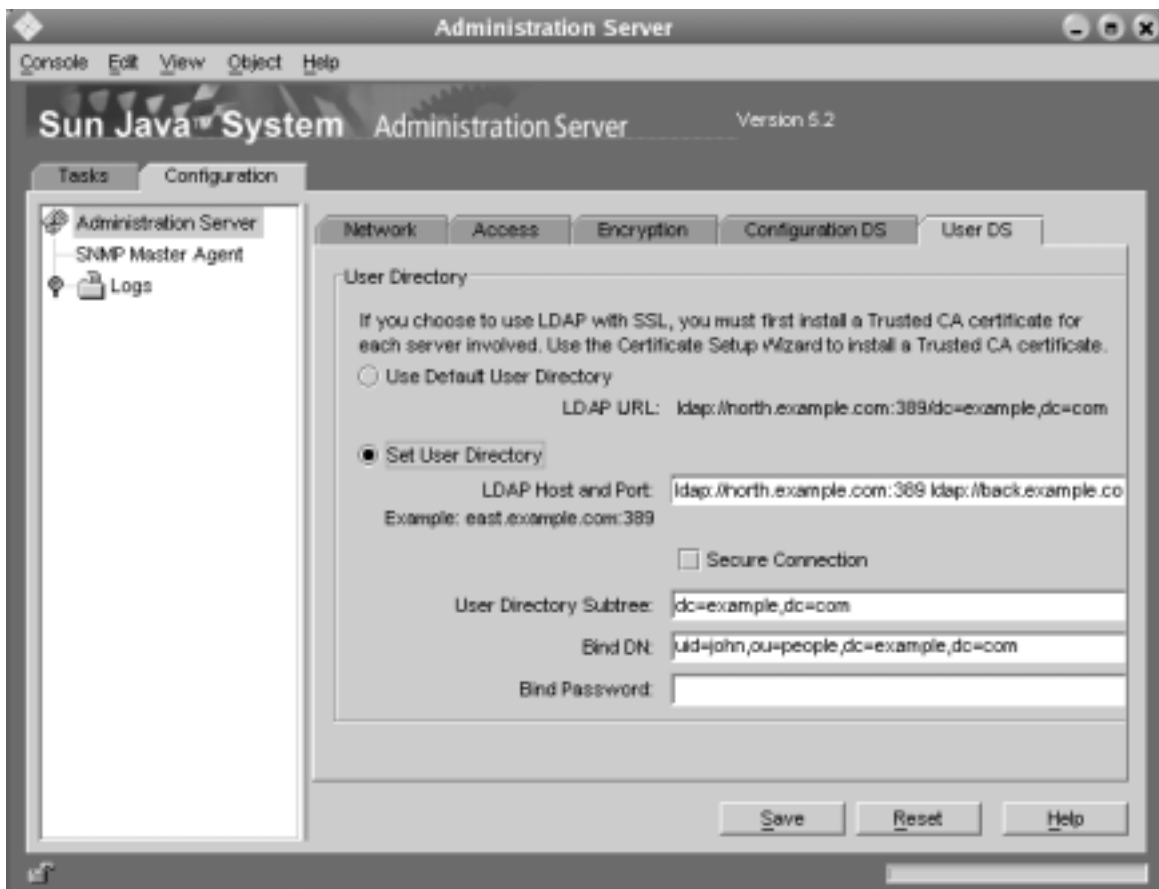 Administration Server
Console Edit View Object Help
Sun Java™ System Administration Server Version 5.2
Tasks Configuration
Administration Server
SNMP Master Agent
Logs
Network Access Encryption Configuration DS User DS
User Directory
If you choose to use LDAP with SSL, you must first install a Trusted CA certificate for
each server involved. Use the Certificate Setup Wizard to install a Trusted CA certificate.
Use Default User Directory
LDAP URL: ldap://north.example.com:389/dc=example,dc=com
Set User Directory
LDAP Host and Port: ldap://north.example.com:389 ldap://back.example.co
Example: east.example.com:389
Secure Connection
User Directory Subtree: dc=example,dc=com
Bind DN: uid=john,ou=people,dc=example,dc=com
Bind Password:
Save Reset Help